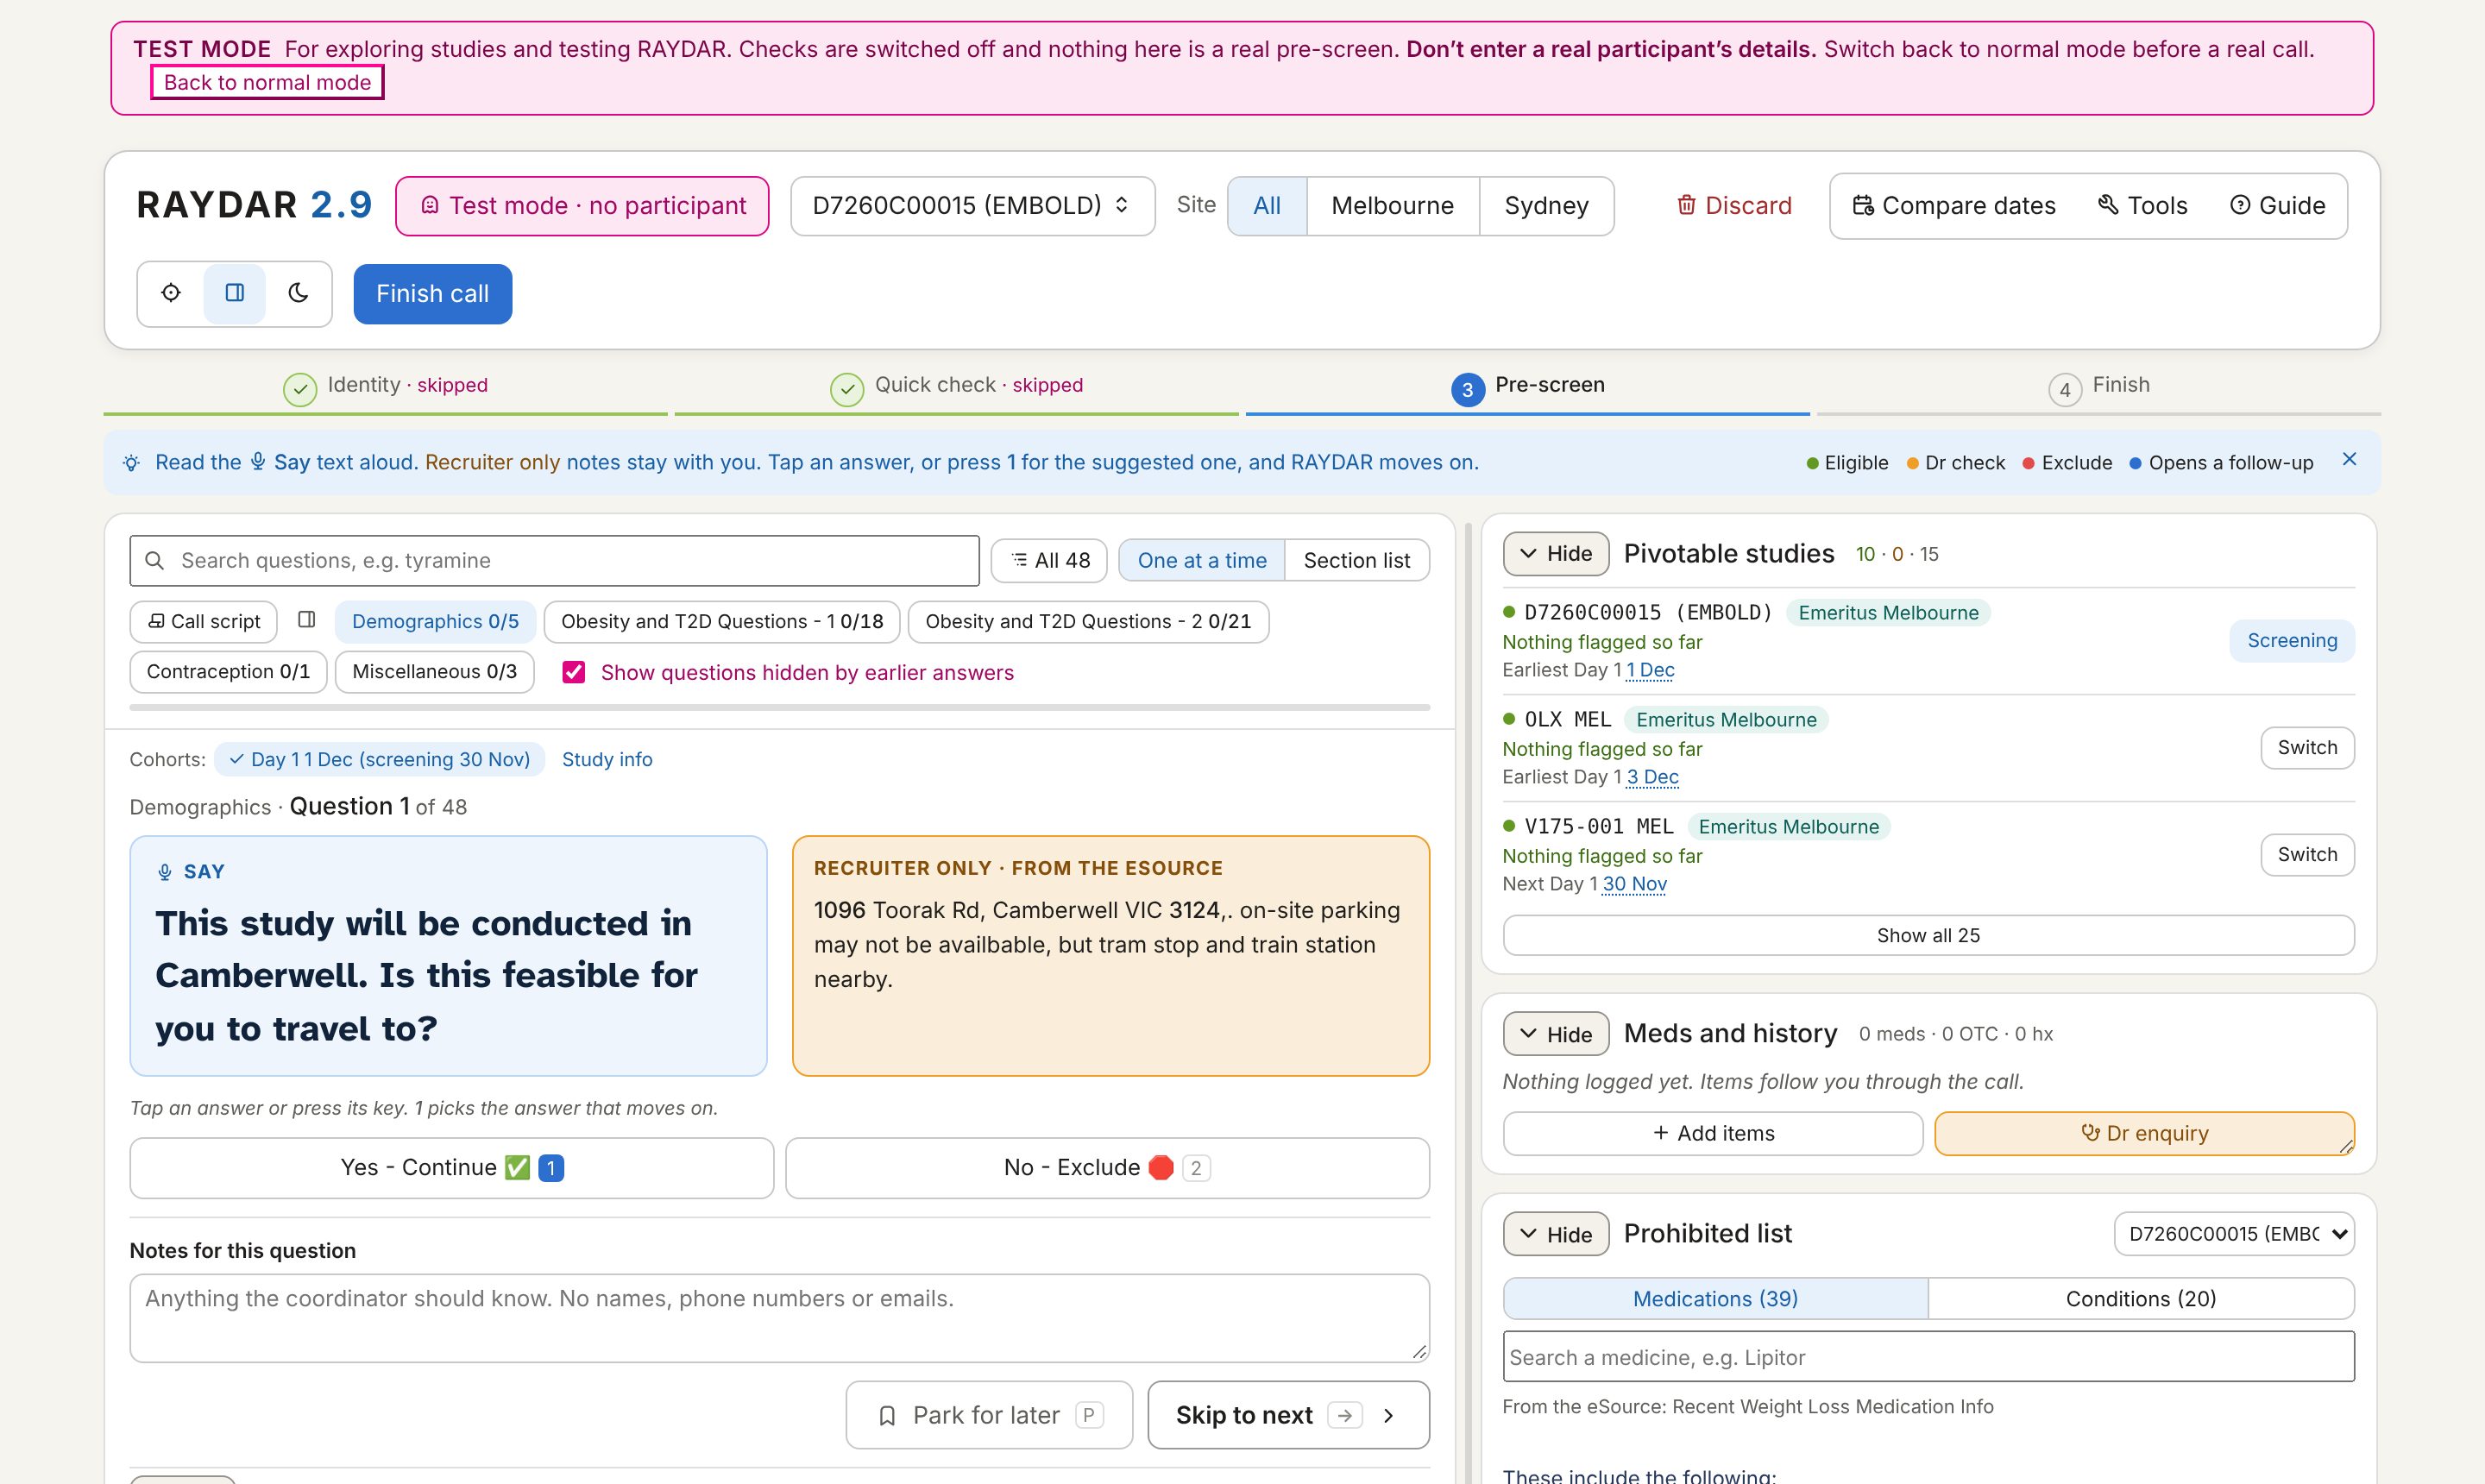 TEST MODE For exploring studies and testing RAYDAR. Checks are switched off and nothing here is a real pre-screen. Don’t enter a real participant’s details. Switch back to normal mode before a real call.
Back to normal mode
RAYDAR 2.9
Test mode · no participant
D7260C00015 (EMBOLD)
Site
All
Melbourne
Sydney
Discard
Compare dates
Tools
Guide
Finish call
Identity · skipped
Quick check · skipped
3 Pre-screen
4 Finish
Read the Say text aloud. Recruiter only notes stay with you. Tap an answer, or press 1 for the suggested one, and RAYDAR moves on.
Eligible
Dr check
Exclude
Opens a follow-up
Search questions, e.g. tyramine
All 48
One at a time
Section list
Call script
Demographics 0/5
Obesity and T2D Questions - 1 0/18
Obesity and T2D Questions - 2 0/21
Contraception 0/1
Miscellaneous 0/3
Show questions hidden by earlier answers
Cohorts:
Day 1 1 Dec (screening 30 Nov)
Study info
Demographics · Question 1 of 48
SAY
This study will be conducted in
Camberwell. Is this feasible for
you to travel to?
RECRUITER ONLY · FROM THE ESOURCE
1096 Toorak Rd, Camberwell VIC 3124,. on-site parking
may not be availbable, but tram stop and train station
nearby.
Tap an answer or press its key. 1 picks the answer that moves on.
Yes - Continue ✅ 1
No - Exclude 🛑 2
Notes for this question
Anything the coordinator should know. No names, phone numbers or emails.
Park for later P
Skip to next →
Hide
Pivotable studies
10 · 0 · 15
D7260C00015 (EMBOLD)
Emeritus Melbourne
Nothing flagged so far
Earliest Day 1 1 Dec
Screening
OLX MEL
Emeritus Melbourne
Nothing flagged so far
Earliest Day 1 3 Dec
Switch
V175-001 MEL
Emeritus Melbourne
Nothing flagged so far
Next Day 1 30 Nov
Switch
Show all 25
Hide
Meds and history
0 meds · 0 OTC · 0 hx
Nothing logged yet. Items follow you through the call.
+ Add items
Dr enquiry
Hide
Prohibited list
D7260C00015 (EMBC
Medications (39)
Conditions (20)
Search a medicine, e.g. Lipitor
From the eSource: Recent Weight Loss Medication Info
These include the following: